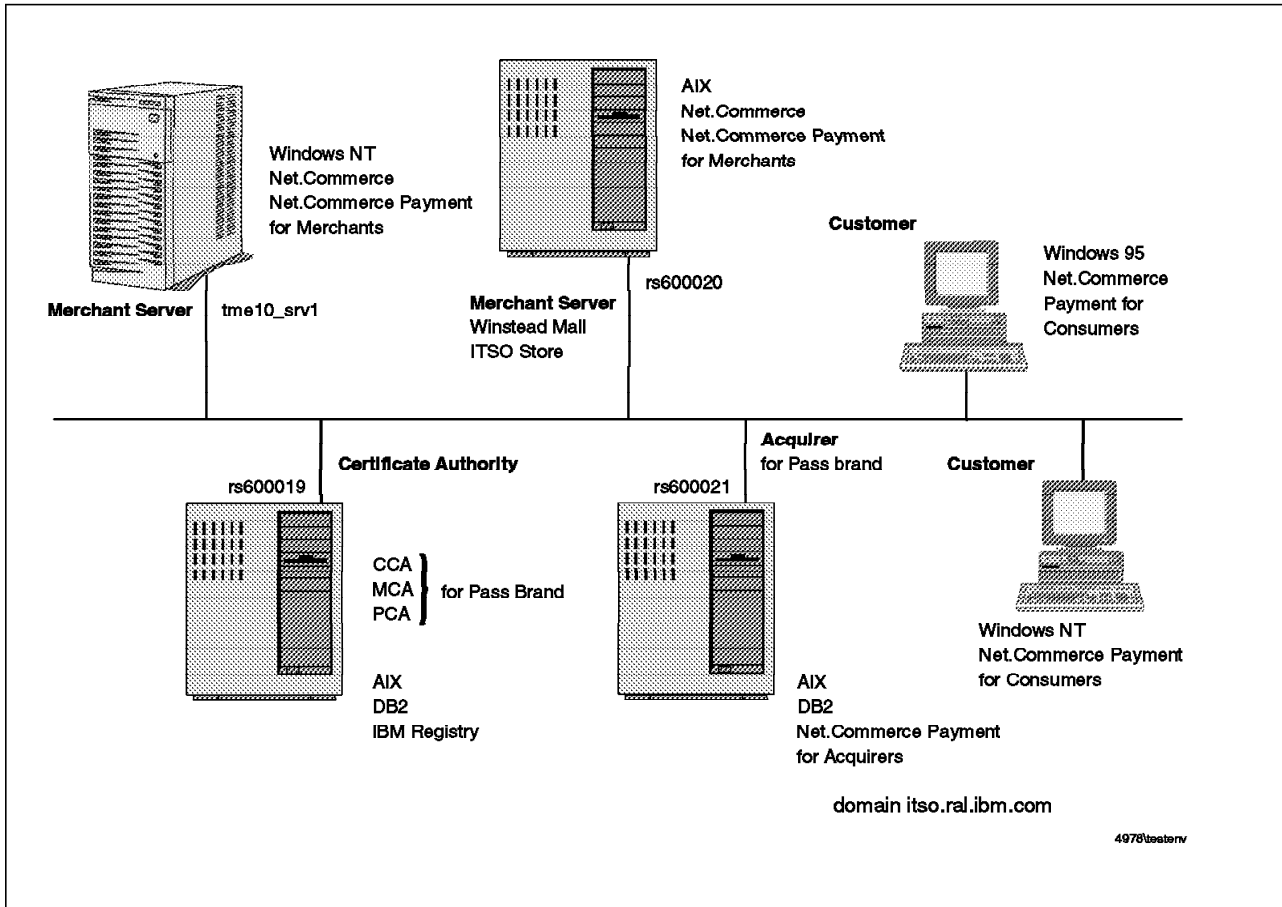 AIX
Net.Commerce
Net.Commerce Payment
for Merchants
Windows NT
Net.Commerce
Net.Commerce Payment
for Merchants
Customer
Windows 95
Net.Commerce
Payment for
Consumers
rs600020
Merchant Server
tme10_srv1
Merchant Server
Winstead Mall
ITSO Store
Certificate Authority
rs600019
CCA
MCA
PCA
for Pass Brand
AIX
DB2
IBM Registry
Acquirer
for Pass brand
rs600021
AIX
DB2
Net.Commerce Payment
for Acquirers
Customer
Windows NT
Net.Commerce Payment
for Consumers
domain itso.ral.ibm.com
4978\testenv